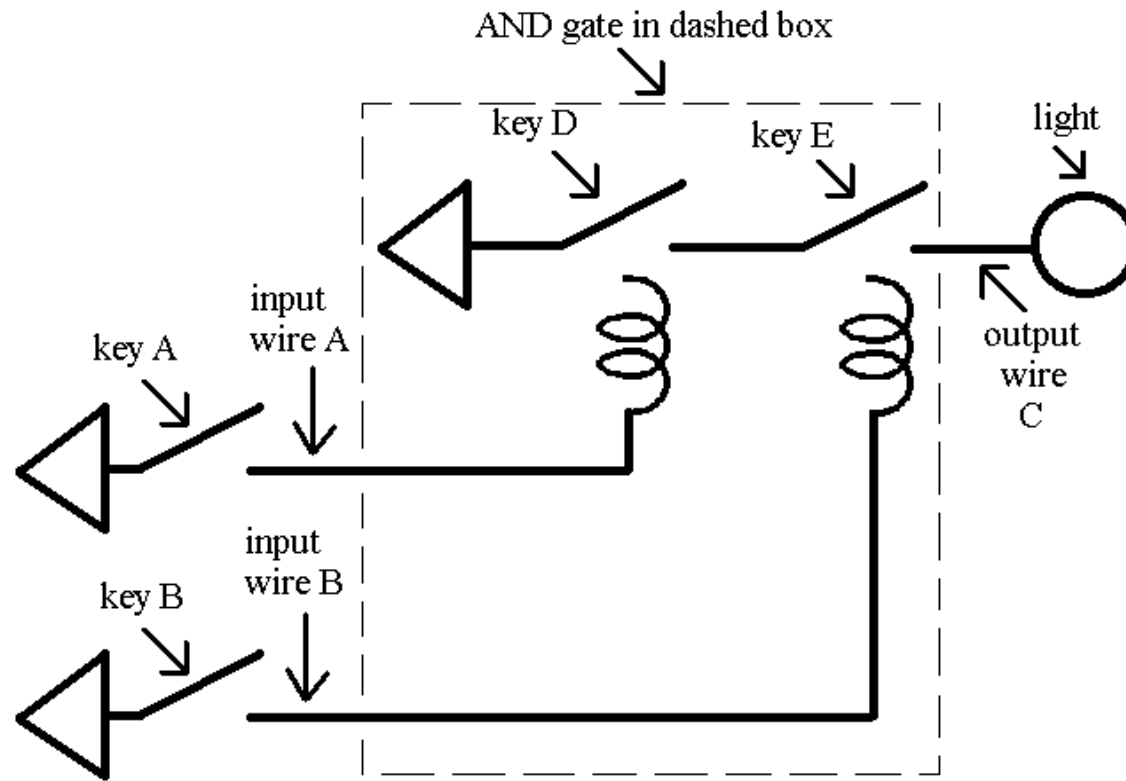 AND gate in dashed box
key D
key E
light
input
wire A
key A
output
wire
C
input
wire B
key B